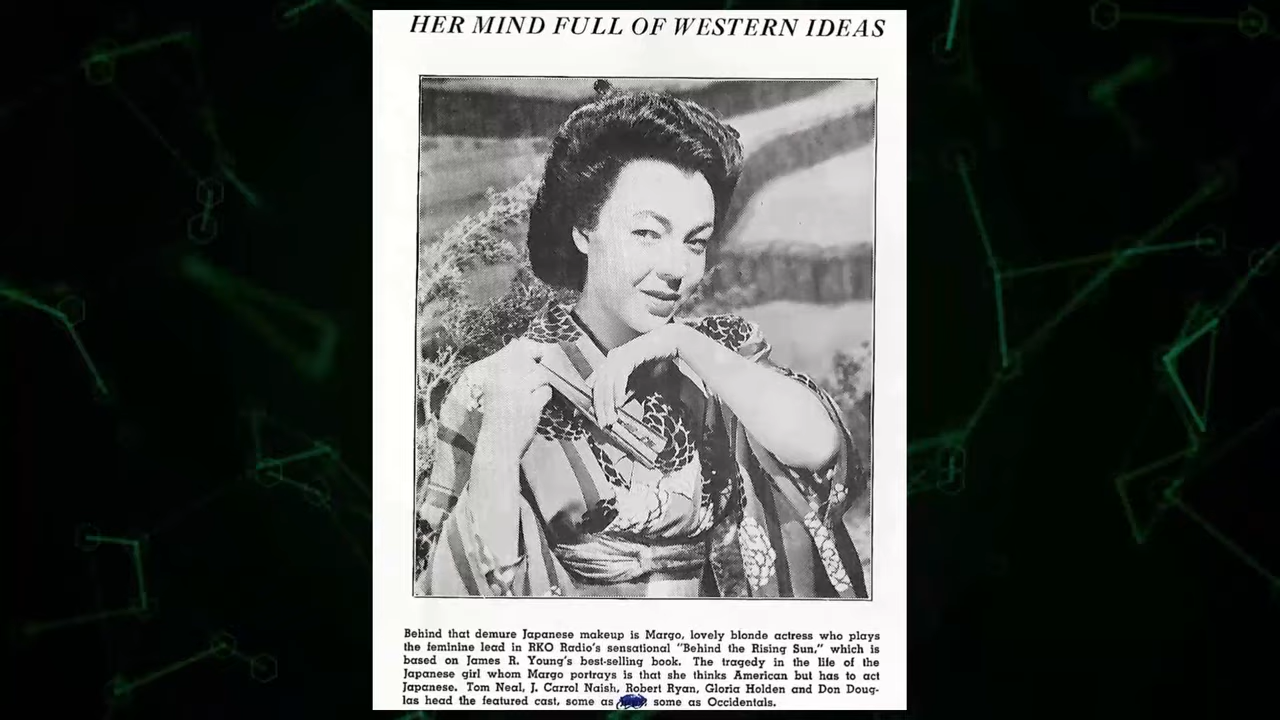 HER MIND FULL OF WESTERN IDEAS
Behind that demure Japanese makeup is Margo, lovely blonde actress who plays
the feminine lead in RKO Radio's sensational "Behind the Rising Sun," which is
based on James R. Young's best-selling book. The tragedy in the life of the
Japanese girl whom Margo portrays is that she thinks American but has to act
Japanese. Tom Neal, J. Carrol Naish, Robert Ryan, Gloria Holden and Don Doug-
las head the featured cast, some as some as Occidentals.